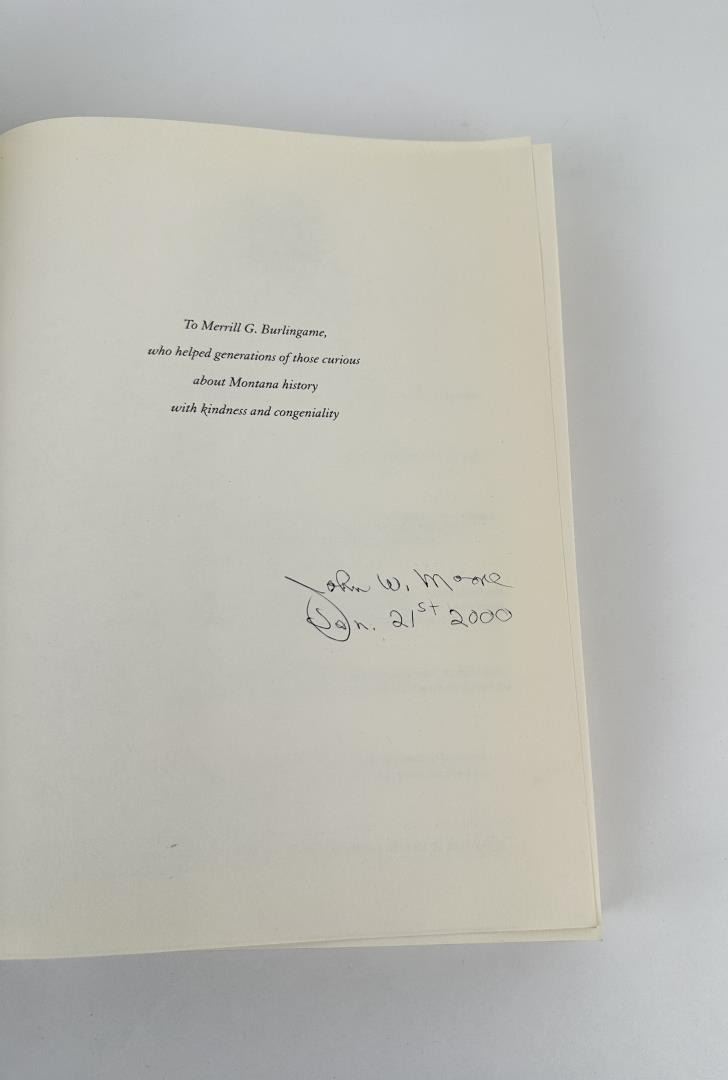 To Merrill G. Burlingame,
who helped generations of those curious
about Montana history
with kindness and congeniality
John W. Moore
Jan. 21st 2000